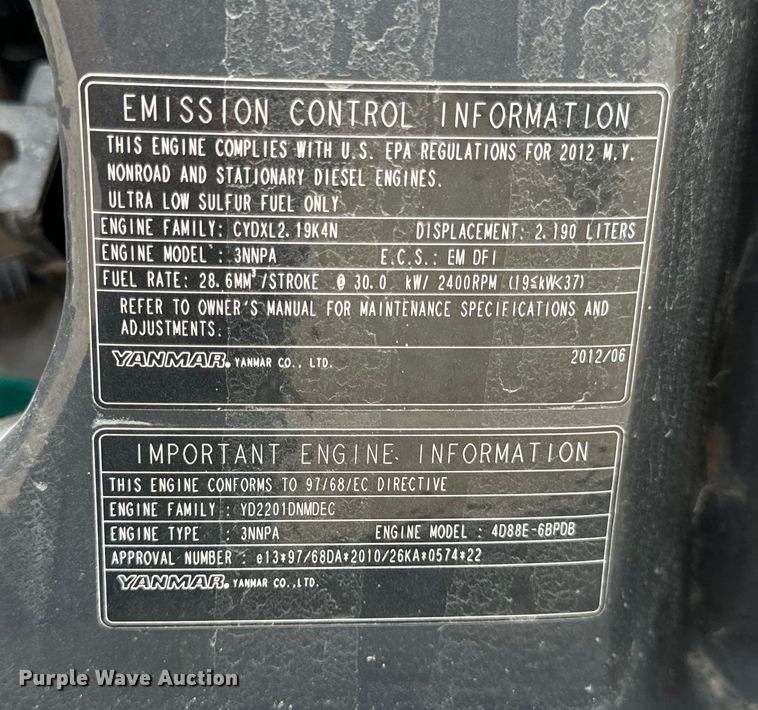 EMISSION CONTROL INFORMATION
THIS ENGINE COMPLIES WITH U.S. EPA REGULATIONS FOR 2012 M.Y.
NONROAD AND STATIONARY DIESEL ENGINES.
ULTRA LOW SULFUR FUEL ONLY
ENGINE FAMILY: CYDXL2.19K4N DISPLACEMENT: 2.190 LITERS
ENGINE MODEL: 3NNPA E.C.S.: EM DFI
FUEL RATE: 28.6MM³/STROKE @ 30.0 kW/ 2400RPM (19≤kW<37)
REFER TO OWNER'S MANUAL FOR MAINTENANCE SPECIFICATIONS AND
ADJUSTMENTS.
YANMAR. YANMAR CO., LTD. 2012/06
IMPORTANT ENGINE INFORMATION
THIS ENGINE CONFORMS TO 97/68/EC DIRECTIVE
ENGINE FAMILY : YD2201DNMDEC
ENGINE TYPE : 3NNPA ENGINE MODEL : 4D88E-6BPDB
APPROVAL NUMBER : e13*97/68DA*2010/26KA*0574*22
YANMAR. YANMAR CO.,LTD.
Purple Wave Auction